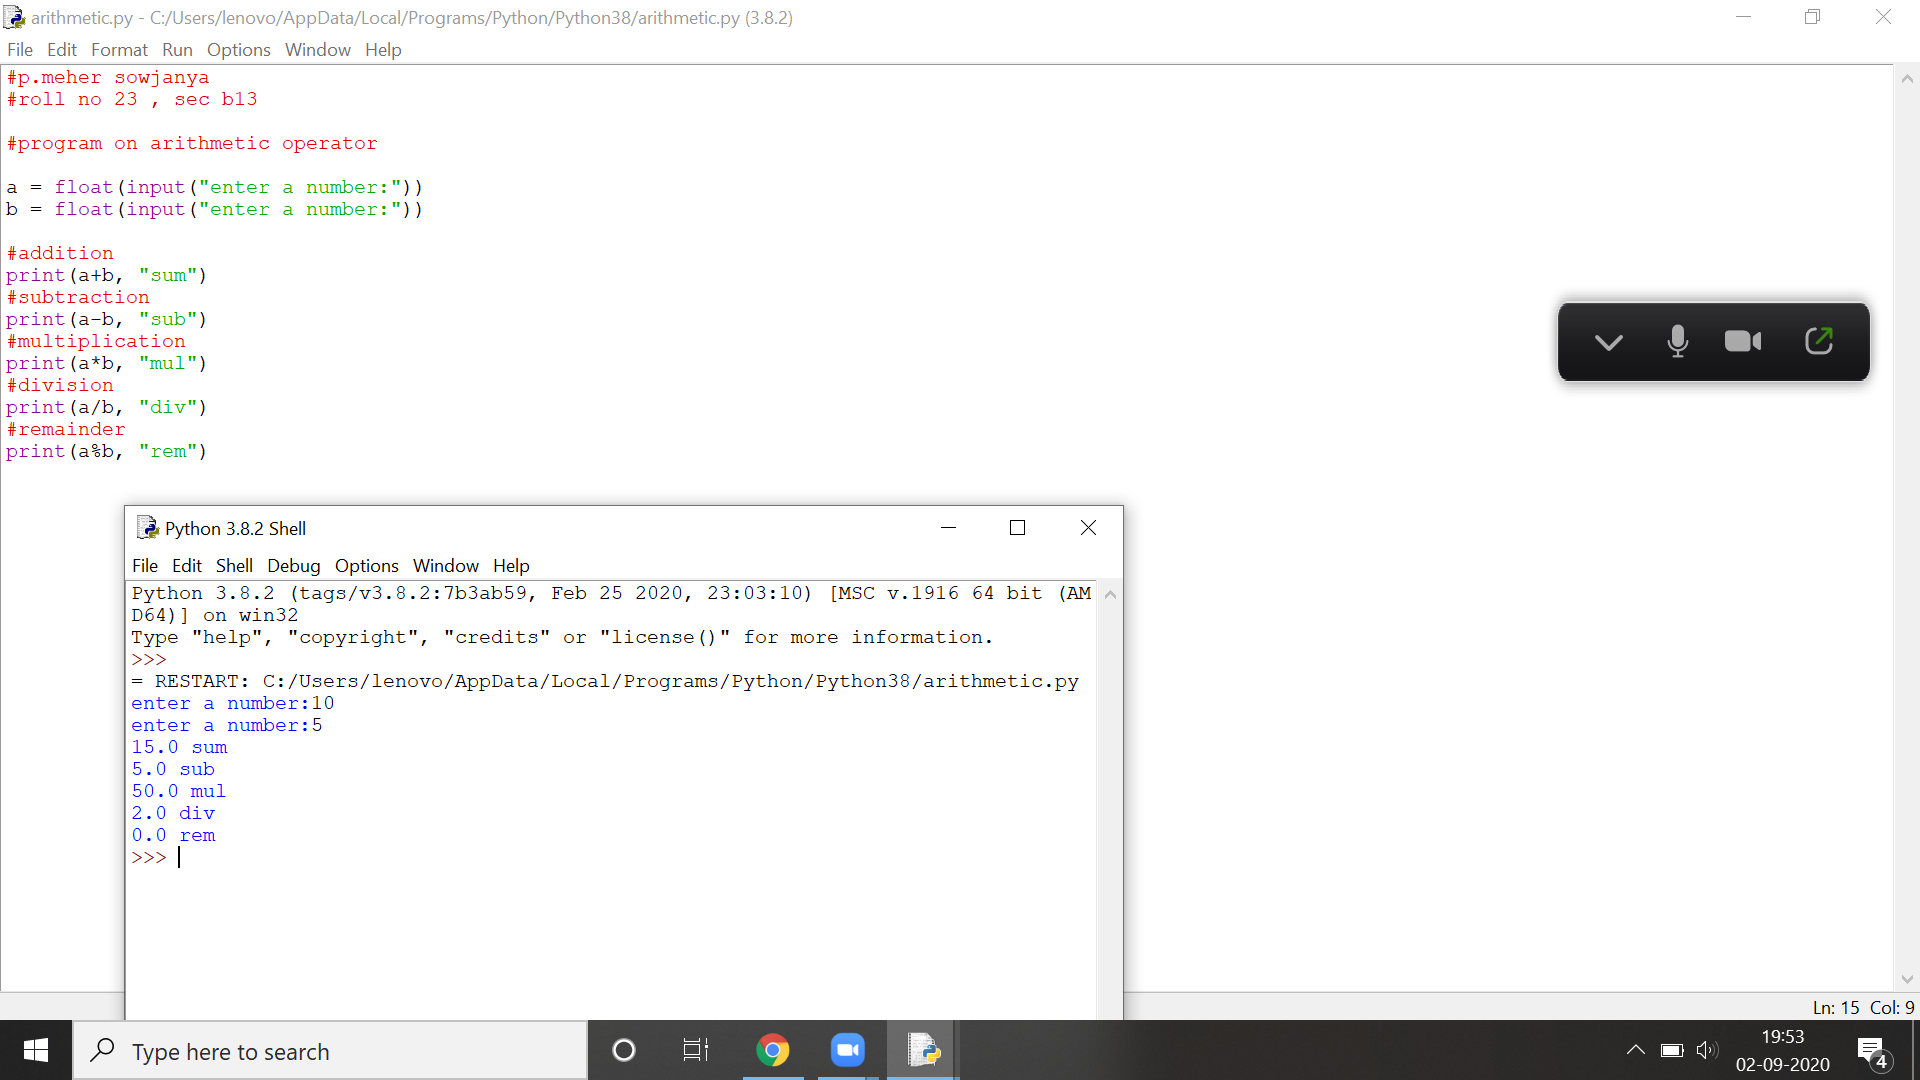 arithmetic.py - C:/Users/lenovo/AppData/Local/Programs/Python/Python38/arithmetic.py (3.8.2)
File Edit Format Run Options Window Help
#p.meher sowjanya
#roll no 23 , sec b13
#program on arithmetic operator
a = float(input("enter a number:"))
b = float(input("enter a number:"))
#addition
print(a+b, "sum")
#subtraction
print(a-b, "sub")
#multiplication
print(a*b, "mul")
#division
print(a/b, "div")
#remainder
print(a%b, "rem")
Python 3.8.2 Shell
File Edit Shell Debug Options Window Help
Python 3.8.2 (tags/v3.8.2:7b3ab59, Feb 25 2020, 23:03:10) [MSC v.1916 64 bit (AM
D64)] on win32
Type "help", "copyright", "credits" or "license()" for more information.
>>>
= RESTART: C:/Users/lenovo/AppData/Local/Programs/Python/Python38/arithmetic.py
enter a number:10
enter a number:5
15.0 sum
5.0 sub
50.0 mul
2.0 div
0.0 rem
>>>
Ln: 15 Col: 9
Type here to search
19:53
02-09-2020
4